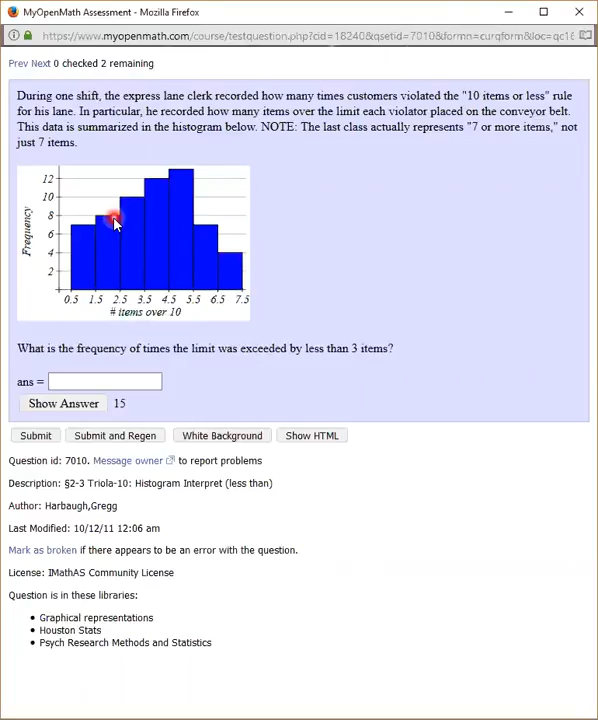 MyOpenMath Assessment - Mozilla Firefox
https://www.myopenmath.com/course/testquestion.php?cid=18240&qsetid=7010&formn=curqform&loc=qc16
Prev Next 0 checked 2 remaining
During one shift, the express lane clerk recorded how many times customers violated the "10 items or less" rule
for his lane. In particular, he recorded how many items over the limit each violator placed on the conveyor belt.
This data is summarized in the histogram below. NOTE: The last class actually represents "7 or more items," not
just 7 items.
12
10
8
6
4
2
Frequency
0.5 1.5 2.5 3.5 4.5 5.5 6.5 7.5
# items over 10
What is the frequency of times the limit was exceeded by less than 3 items?
ans =
Show Answer 15
Submit Submit and Regen White Background Show HTML
Question id: 7010. Message owner to report problems
Description: §2-3 Triola-10: Histogram Interpret (less than)
Author: Harbaugh,Gregg
Last Modified: 10/12/11 12:06 am
Mark as broken if there appears to be an error with the question.
License: IMathAS Community License
Question is in these libraries:
• Graphical representations
• Houston Stats
• Psych Research Methods and Statistics